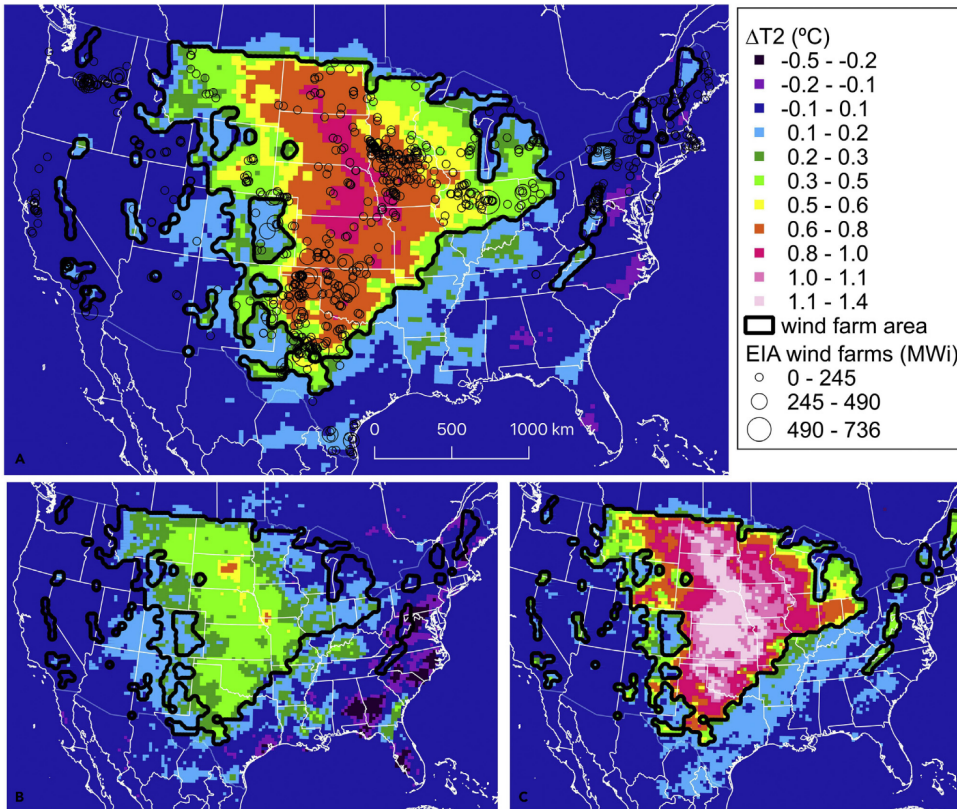 ΔT2 (ºC)
-0.5 - -0.2
-0.2 - -0.1
-0.1 - 0.1
0.1 - 0.2
0.2 - 0.3
0.3 - 0.5
0.5 - 0.6
0.6 - 0.8
0.8 - 1.0
1.0 - 1.1
1.1 - 1.4
wind farm area
EIA wind farms (MWi)
0 - 245
245 - 490
490 - 736
0 500 1000 km
A
B
C